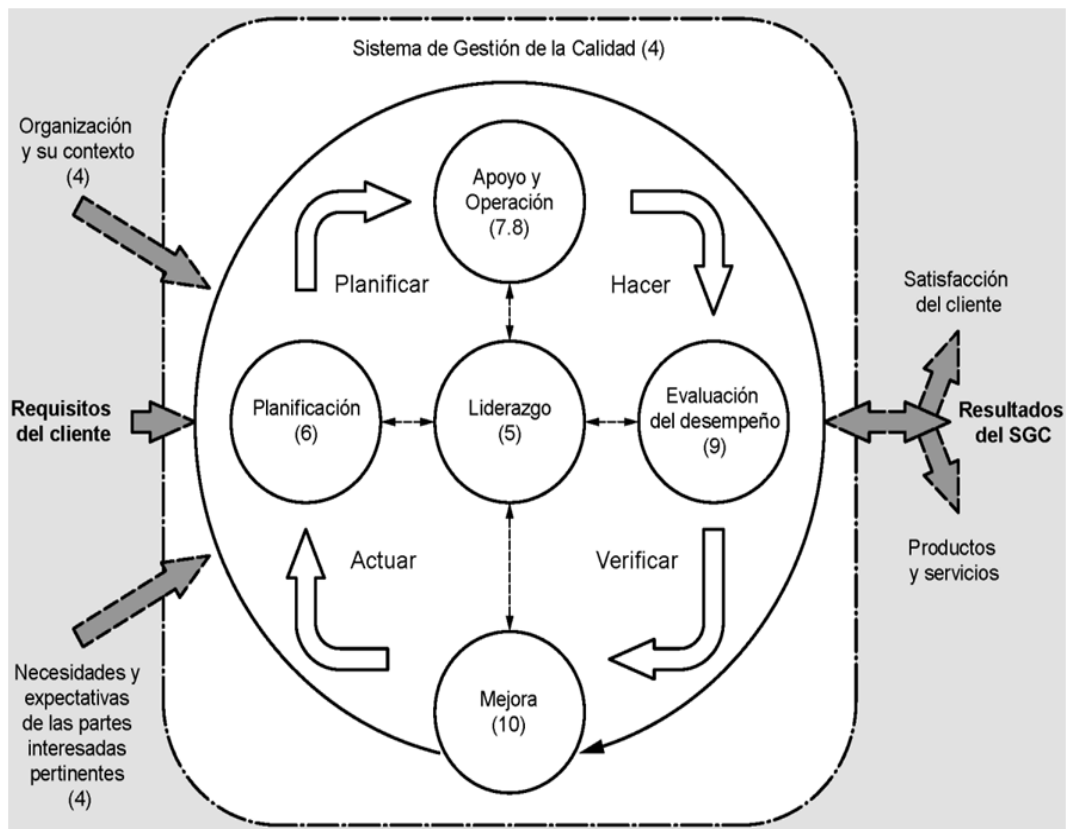 Sistema de Gestión de la Calidad (4)
Organización
y su contexto
(4)
Apoyo y
Operación
(7.8)
Planificar
Hacer
Satisfacción
del cliente
Requisitos
del cliente
Planificación
(6)
Liderazgo
(5)
Evaluación
del desempeño
(9)
Resultados
del SGC
Actuar
Verificar
Productos
y servicios
Necesidades y
expectativas
de las partes
interesadas
pertinentes
(4)
Mejora
(10)